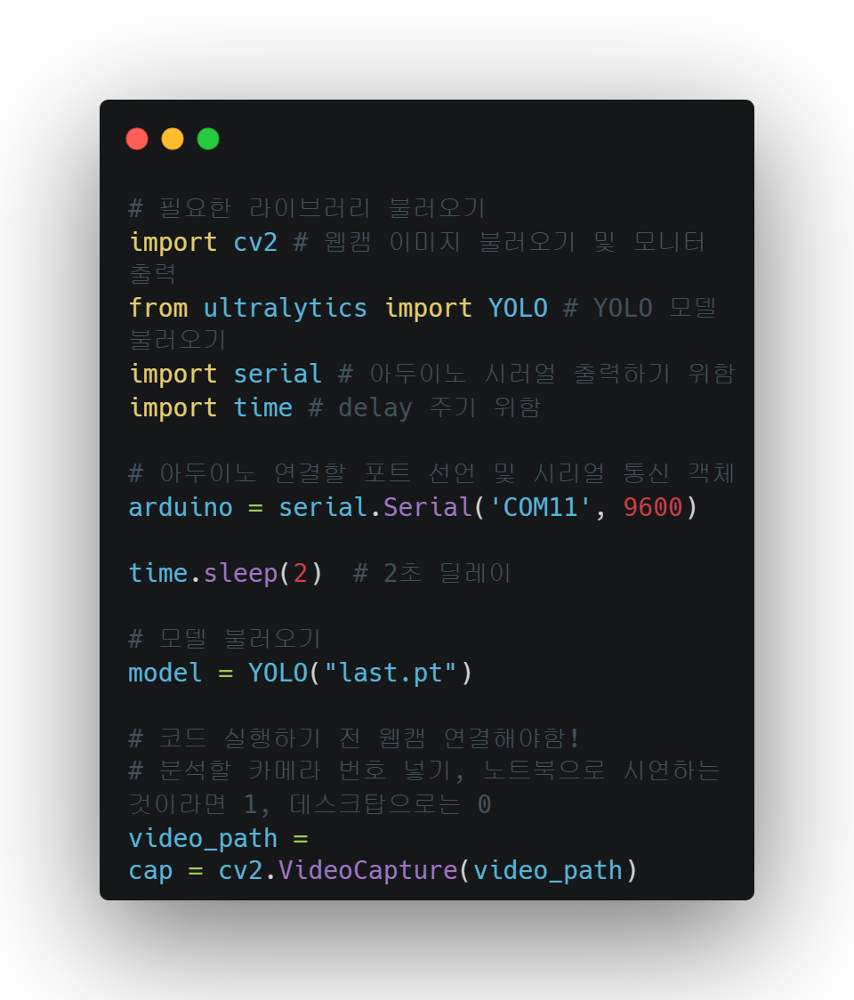 # 필요한 라이브러리 불러오기
import cv2 # 웹캠 이미지 불러오기 및 모니터
출력
from ultralytics import YOLO # YOLO 모델
불러오기
import serial # 아두이노 시러얼 출력하기 위함
import time # delay 주기 위함
# 아두이노 연결할 포트 선언 및 시리얼 통신 객체
arduino = serial.Serial('COM11', 9600)
time.sleep(2)  # 2초 딜레이
# 모델 불러오기
model = YOLO("last.pt")
# 코드 실행하기 전 웹캠 연결해야함!
# 분석할 카메라 번호 넣기, 노트북으로 시연하는
것이라면 1, 데스크탑으로는 0
video_path =
cap = cv2.VideoCapture(video_path)